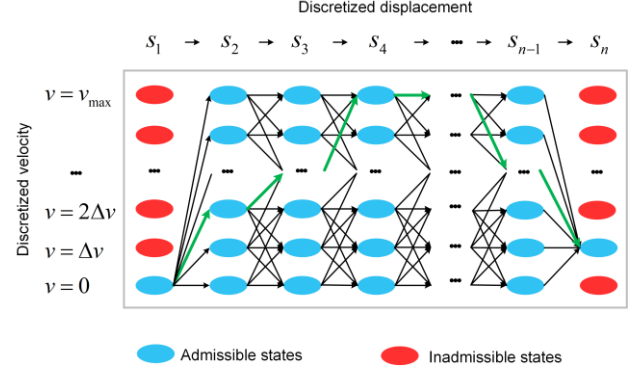 Discretized displacement
s₁ → s₂ → s₃ → s₄ → ... → sₙ₋₁ → sₙ
Discretized velocity
v = vₘₐₓ
...
v = 2Δv
v = Δv
v = 0
Admissible states
Inadmissible states